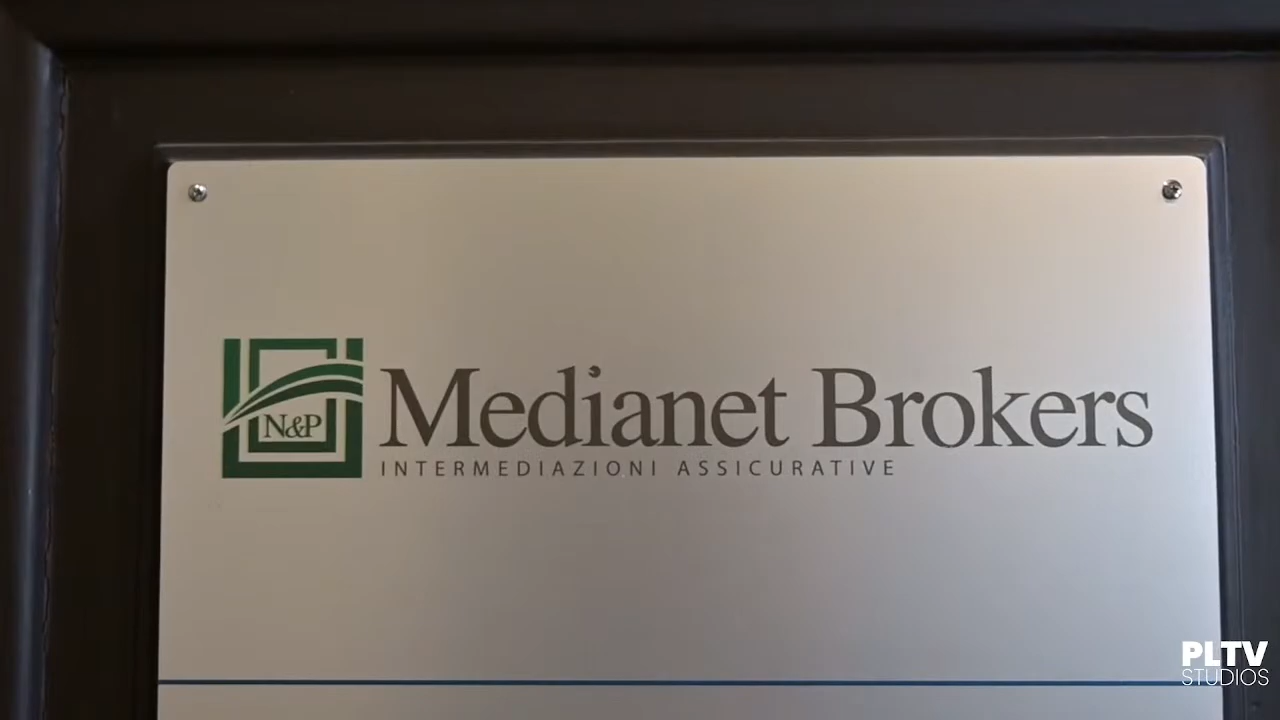 N&P
Medianet Brokers
INTERMEDIAZIONI ASSICURATIVE
PLTV
STUDIOS